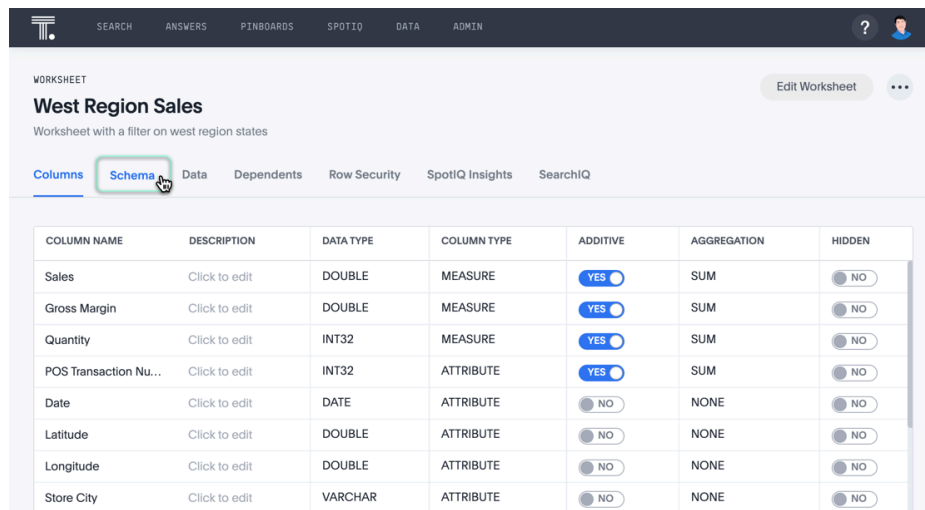 T. SEARCH ANSWERS PINBOARDS SPOTIQ DATA ADMIN ?
WORKSHEET
Edit Worksheet
West Region Sales
Worksheet with a filter on west region states
Columns Schema Data Dependents Row Security SpotIQ Insights SearchIQ
COLUMN NAME DESCRIPTION DATA TYPE COLUMN TYPE ADDITIVE AGGREGATION HIDDEN
Sales Click to edit DOUBLE MEASURE YES SUM NO
Gross Margin Click to edit DOUBLE MEASURE YES SUM NO
Quantity Click to edit INT32 MEASURE YES SUM NO
POS Transaction Nu... Click to edit INT32 ATTRIBUTE YES SUM NO
Date Click to edit DATE ATTRIBUTE NO NONE NO
Latitude Click to edit DOUBLE ATTRIBUTE NO NONE NO
Longitude Click to edit DOUBLE ATTRIBUTE NO NONE NO
Store City Click to edit VARCHAR ATTRIBUTE NO NONE NO